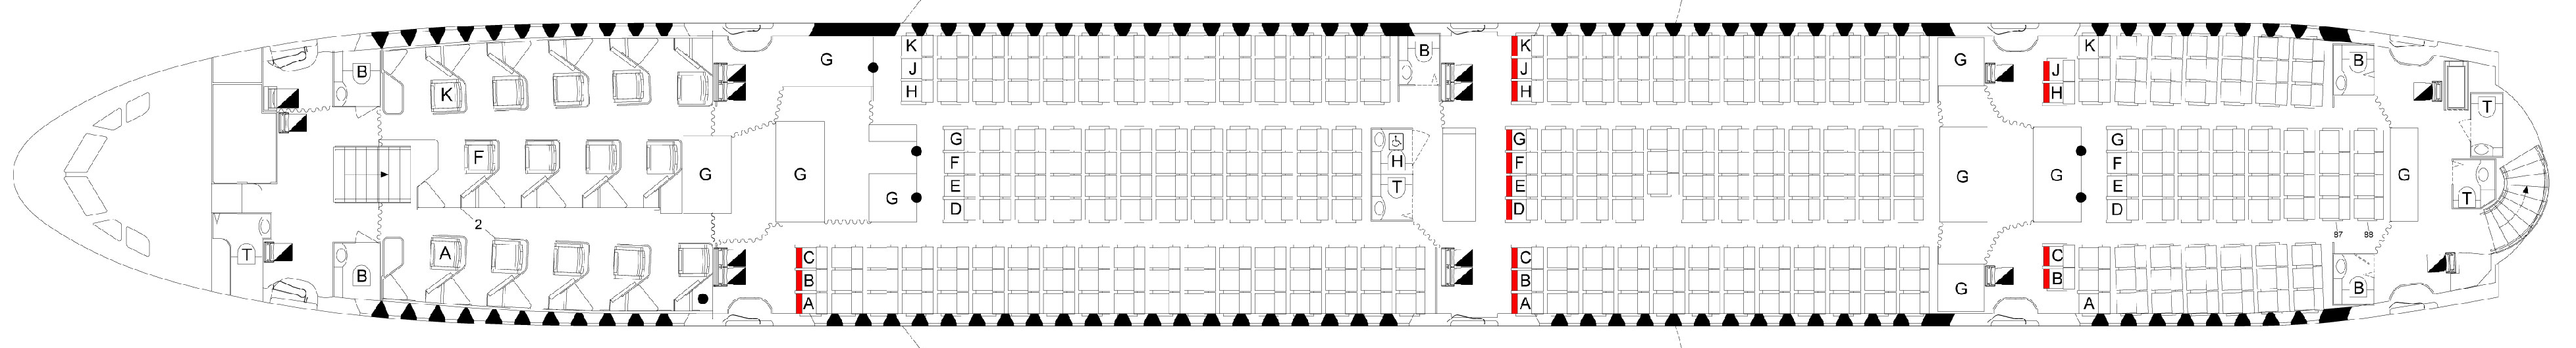 B K G K J H B K J H G K J H B T
G F E D H T G F E D G F E D
F G G G G G G T
2 87 88
T B A C B A C B A G C B A B